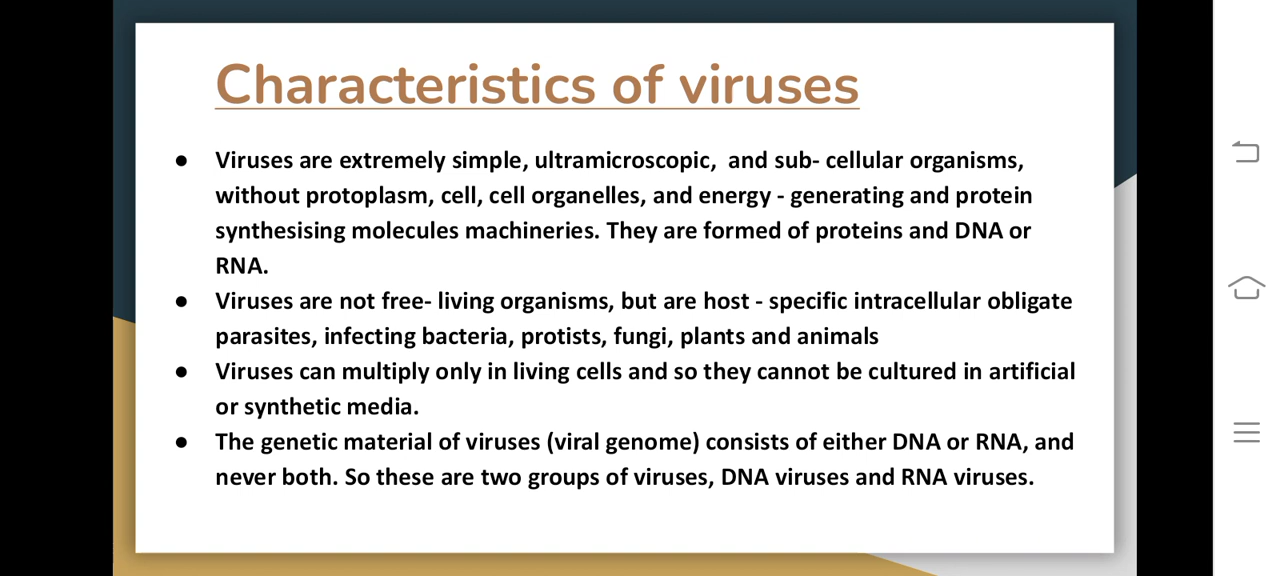 Characteristics of viruses
● Viruses are extremely simple, ultramicroscopic, and sub- cellular organisms,
without protoplasm, cell, cell organelles, and energy - generating and protein
synthesising molecules machineries. They are formed of proteins and DNA or
RNA.
● Viruses are not free- living organisms, but are host - specific intracellular obligate
parasites, infecting bacteria, protists, fungi, plants and animals
● Viruses can multiply only in living cells and so they cannot be cultured in artificial
or synthetic media.
● The genetic material of viruses (viral genome) consists of either DNA or RNA, and
never both. So these are two groups of viruses, DNA viruses and RNA viruses.